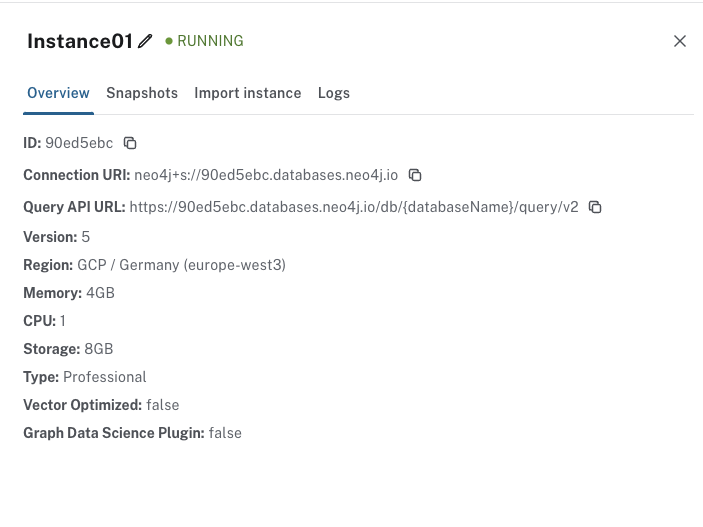 Instance01 RUNNING
Overview Snapshots Import instance Logs
ID: 90ed5ebc
Connection URI: neo4j+s://90ed5ebc.databases.neo4j.io
Query API URL: https://90ed5ebc.databases.neo4j.io/db/{databaseName}/query/v2
Version: 5
Region: GCP / Germany (europe-west3)
Memory: 4GB
CPU: 1
Storage: 8GB
Type: Professional
Vector Optimized: false
Graph Data Science Plugin: false